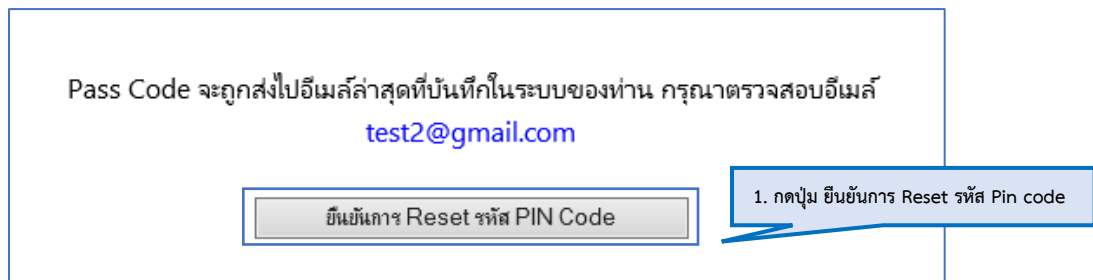 Pass Code จะถูกส่งไปอีเมล์ล่าสุดที่บันทึกในระบบของท่าน กรุณาตรวจสอบอีเมล์
test2@gmail.com
ยืนยันการ Reset รหัส PIN Code
1. กดปุ่ม ยืนยันการ Reset รหัส Pin code